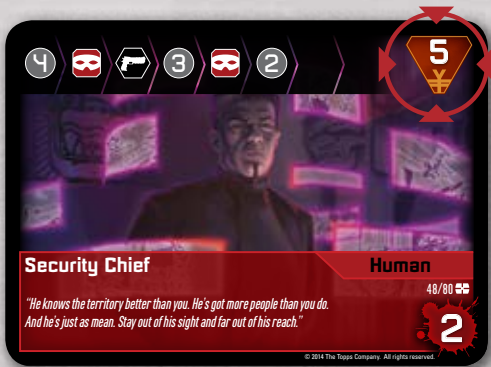 4 3 2
5
¥
Security Chief
Human
48/80
"He knows the territory better than you. He's got more people than you do.
And he's just as mean. Stay out of his sight and far out of his reach."
2
© 2014 The Topps Company. All rights reserved.